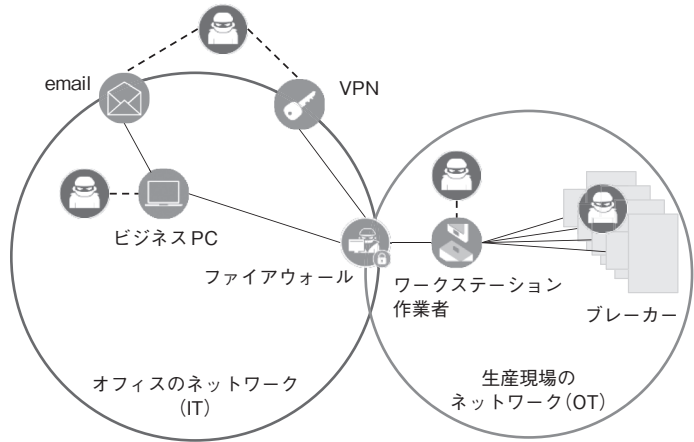 email
VPN
ビジネスPC
ファイアウォール
ワークステーション
作業者
ブレーカー
オフィスのネットワーク
(IT)
生産現場の
ネットワーク(OT)